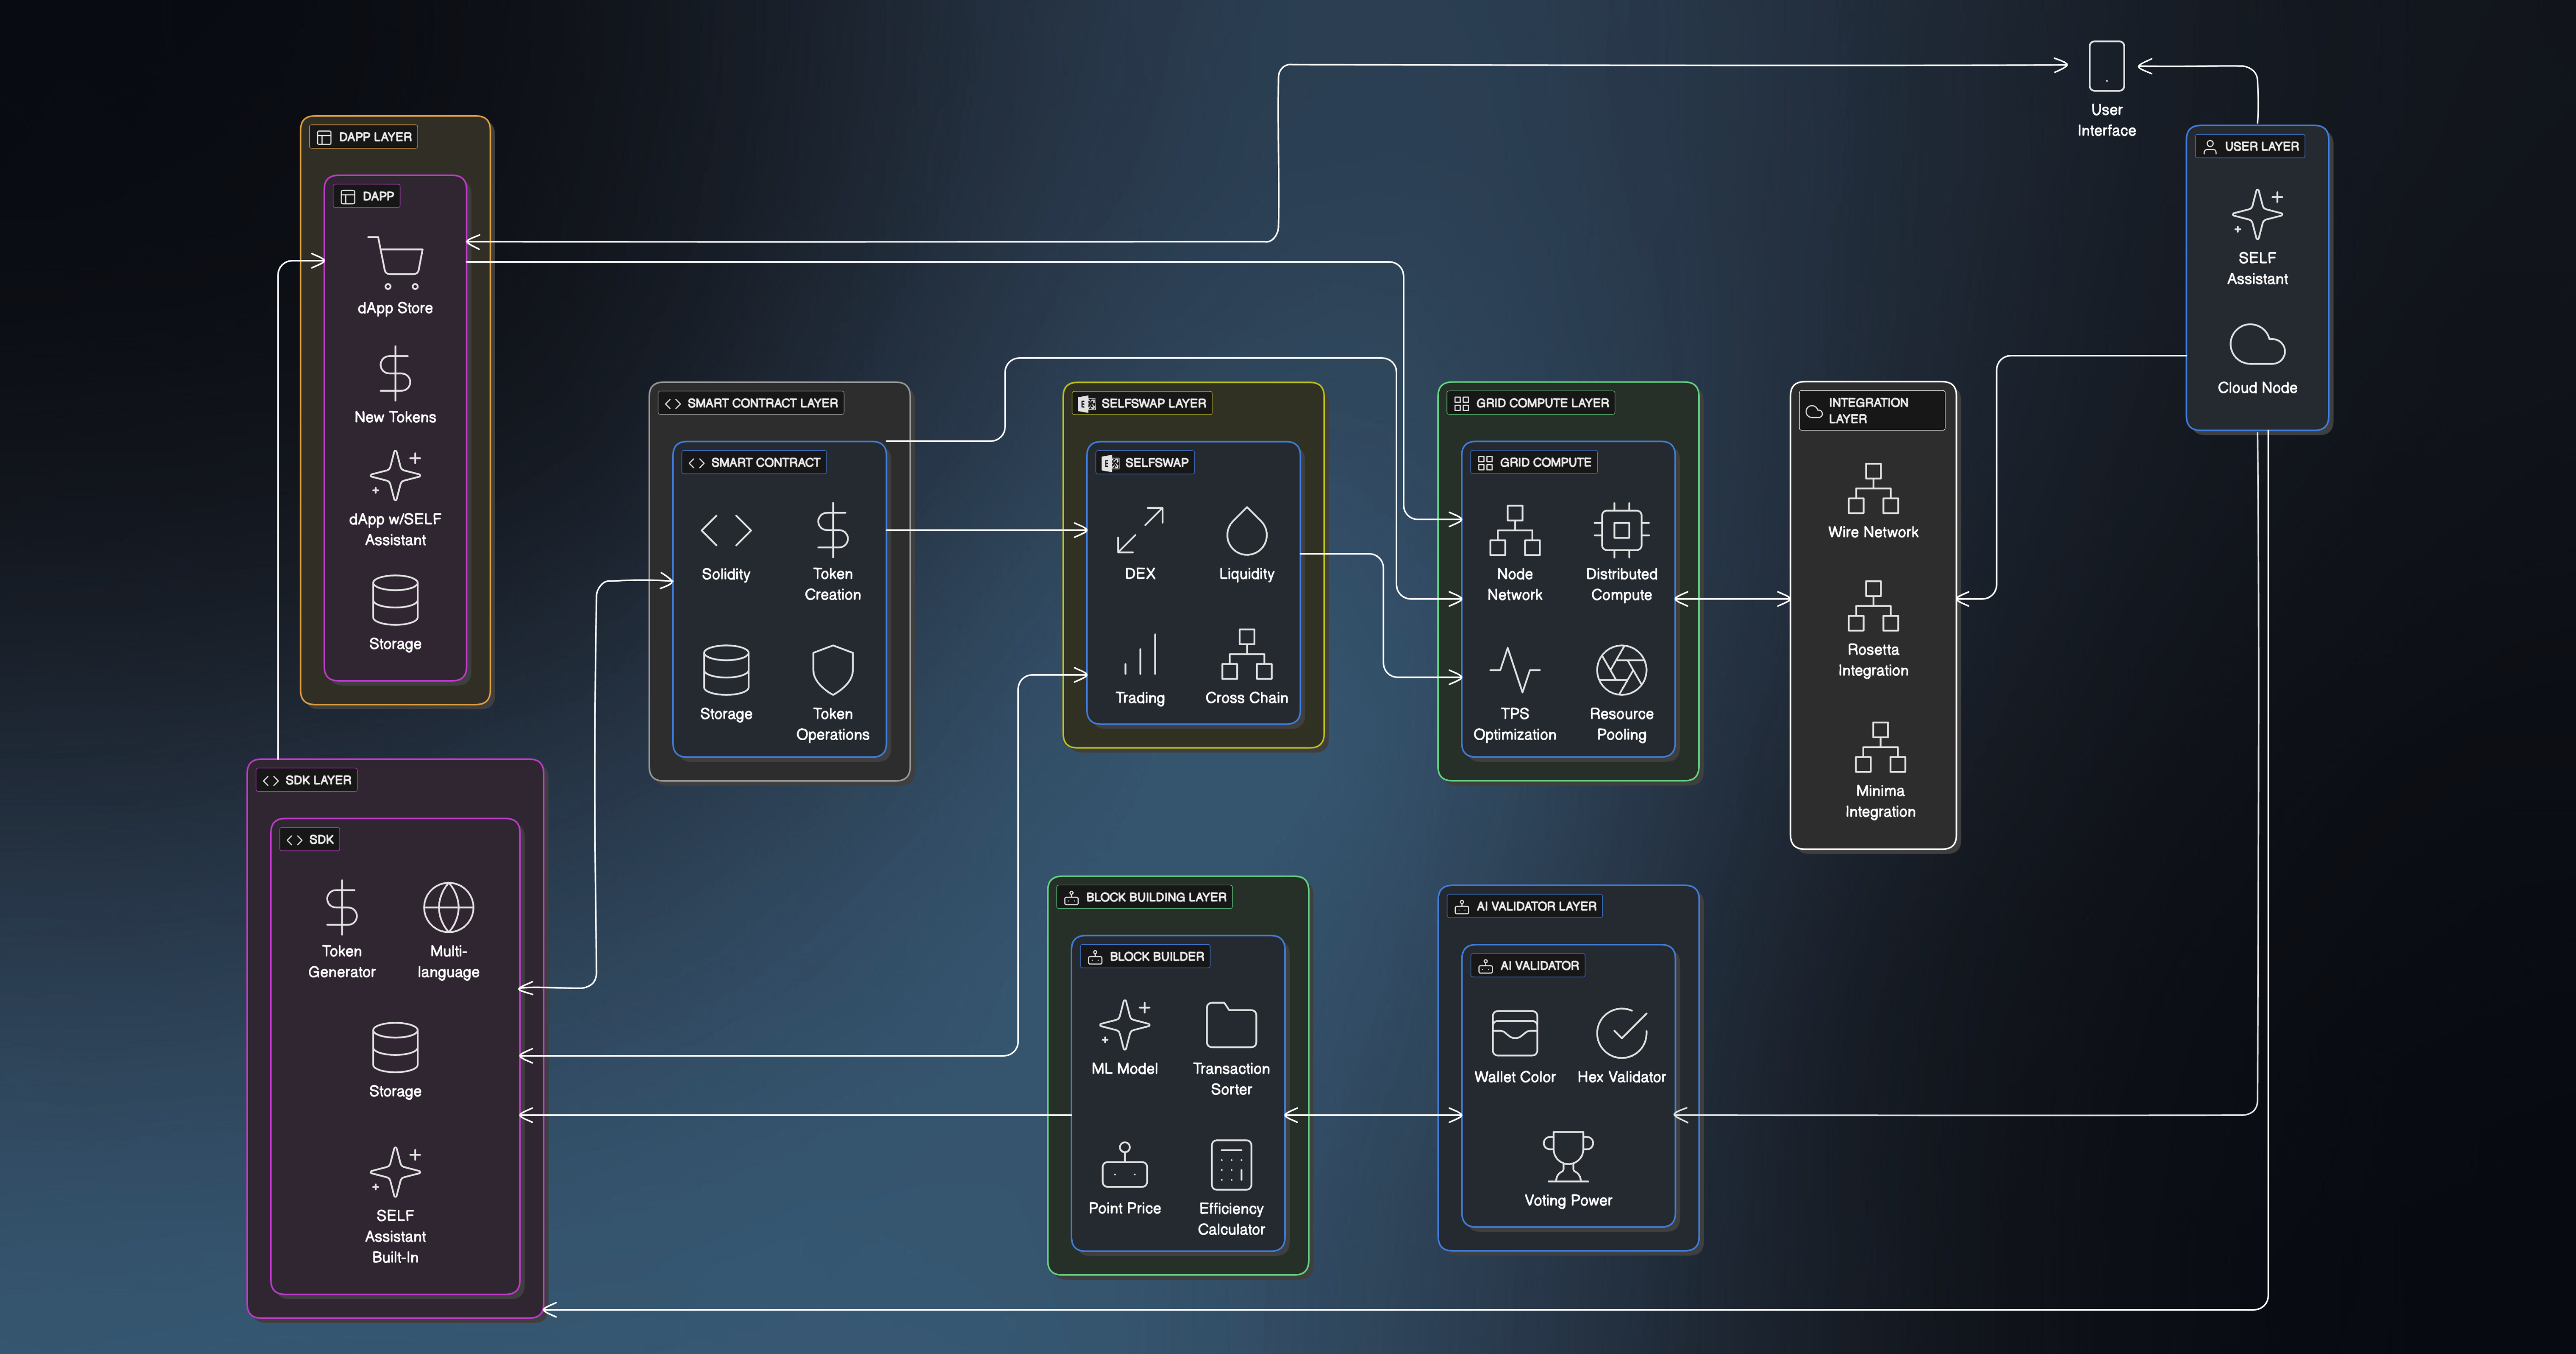 User
Interface
DAPP LAYER
DAPP
dApp Store
New Tokens
dApp w/SELF
Assistant
Storage
USER LAYER
SELF
Assistant
Cloud Node
SMART CONTRACT LAYER
SMART CONTRACT
Solidity
Token
Creation
Storage
Token
Operations
SELFSWAP LAYER
SELFSWAP
DEX
Liquidity
Trading
Cross Chain
GRID COMPUTE LAYER
GRID COMPUTE
Node
Network
Distributed
Compute
TPS
Optimization
Resource
Pooling
INTEGRATION
LAYER
Wire Network
Rosetta
Integration
Minima
Integration
SDK LAYER
SDK
Token
Generator
Multi-
language
Storage
SELF
Assistant
Built-In
BLOCK BUILDING LAYER
BLOCK BUILDER
ML Model
Transaction
Sorter
Point Price
Efficiency
Calculator
AI VALIDATOR LAYER
AI VALIDATOR
Wallet Color
Hex Validator
Voting Power